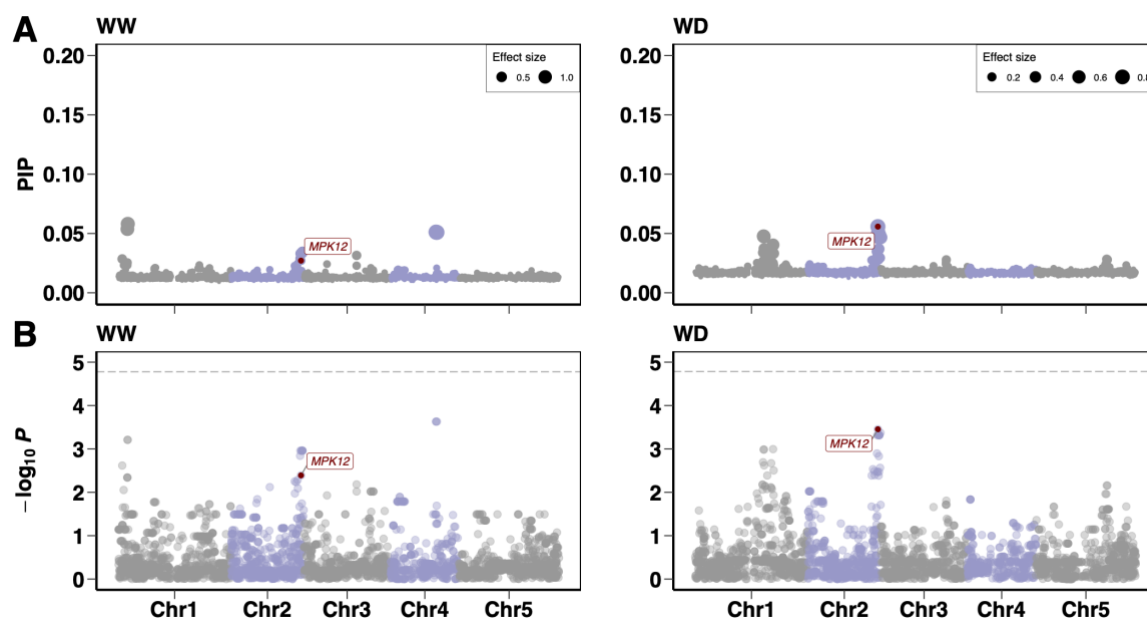 A
WW
WD
0.20
0.15
0.10
0.05
0.00
PIP
Effect size
0.5 1.0
MPK12
0.20
0.15
0.10
0.05
0.00
Effect size
0.2 0.4 0.6 0.8
MPK12
B
WW
WD
5
4
3
2
1
0
−log10 P
MPK12
Chr1 Chr2 Chr3 Chr4 Chr5
5
4
3
2
1
0
MPK12
Chr1 Chr2 Chr3 Chr4 Chr5